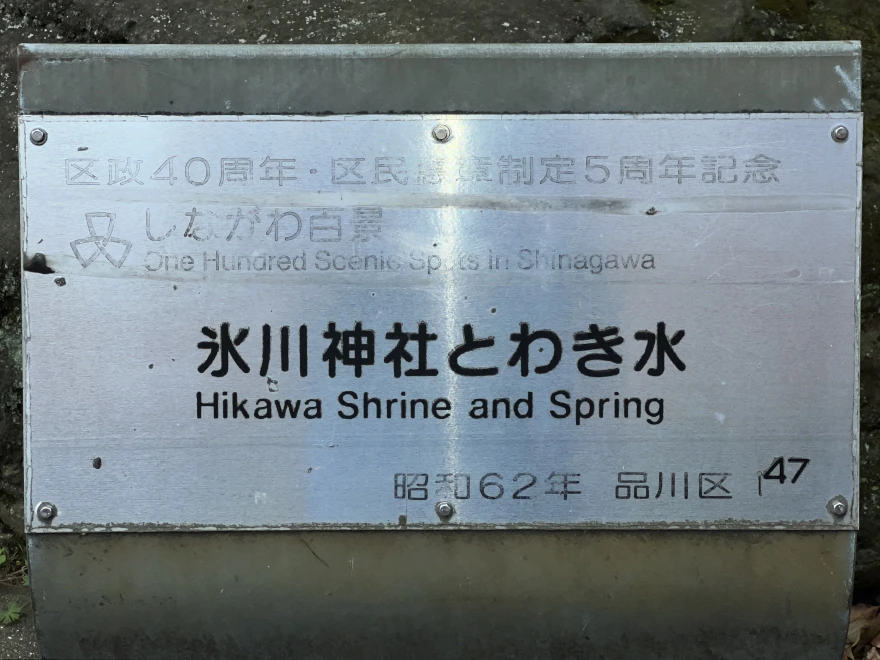 区政40周年・区民憲章制定5周年記念
しながわ百景
One Hundred Scenic Spots in Shinagawa
氷川神社とわき水
Hikawa Shrine and Spring
昭和62年 品川区 47